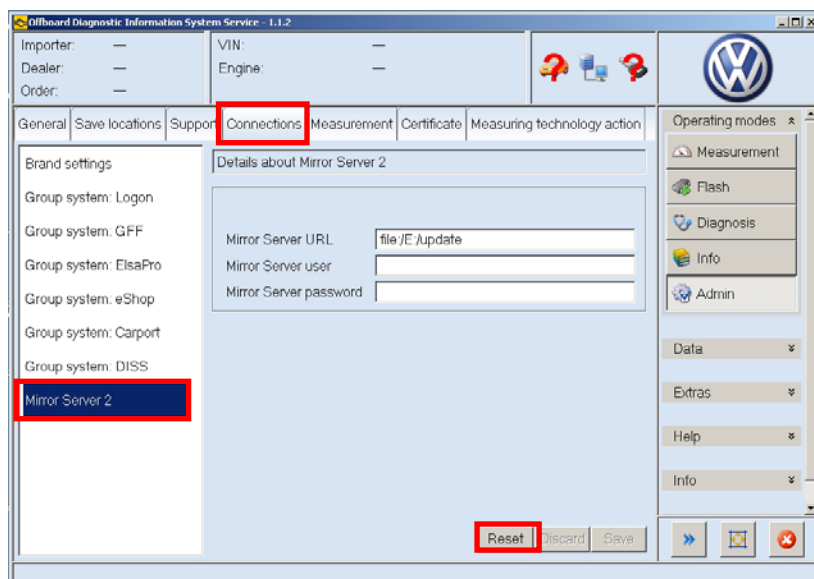 Offboard Diagnostic Information System Service - 1.1.2
Importer: —
Dealer: —
Order: —
VIN: —
Engine: —
General Save locations Support Connections Measurement Certificate Measuring technology action
Brand settings
Group system: Logon
Group system: GFF
Group system: ElsaPro
Group system: eShop
Group system: Carport
Group system: DISS
Mirror Server 2
Details about Mirror Server 2
Mirror Server URL file:/E:/update
Mirror Server user
Mirror Server password
Reset Discard Save
Operating modes
Measurement
Flash
Diagnosis
Info
Admin
Data
Extras
Help
Info